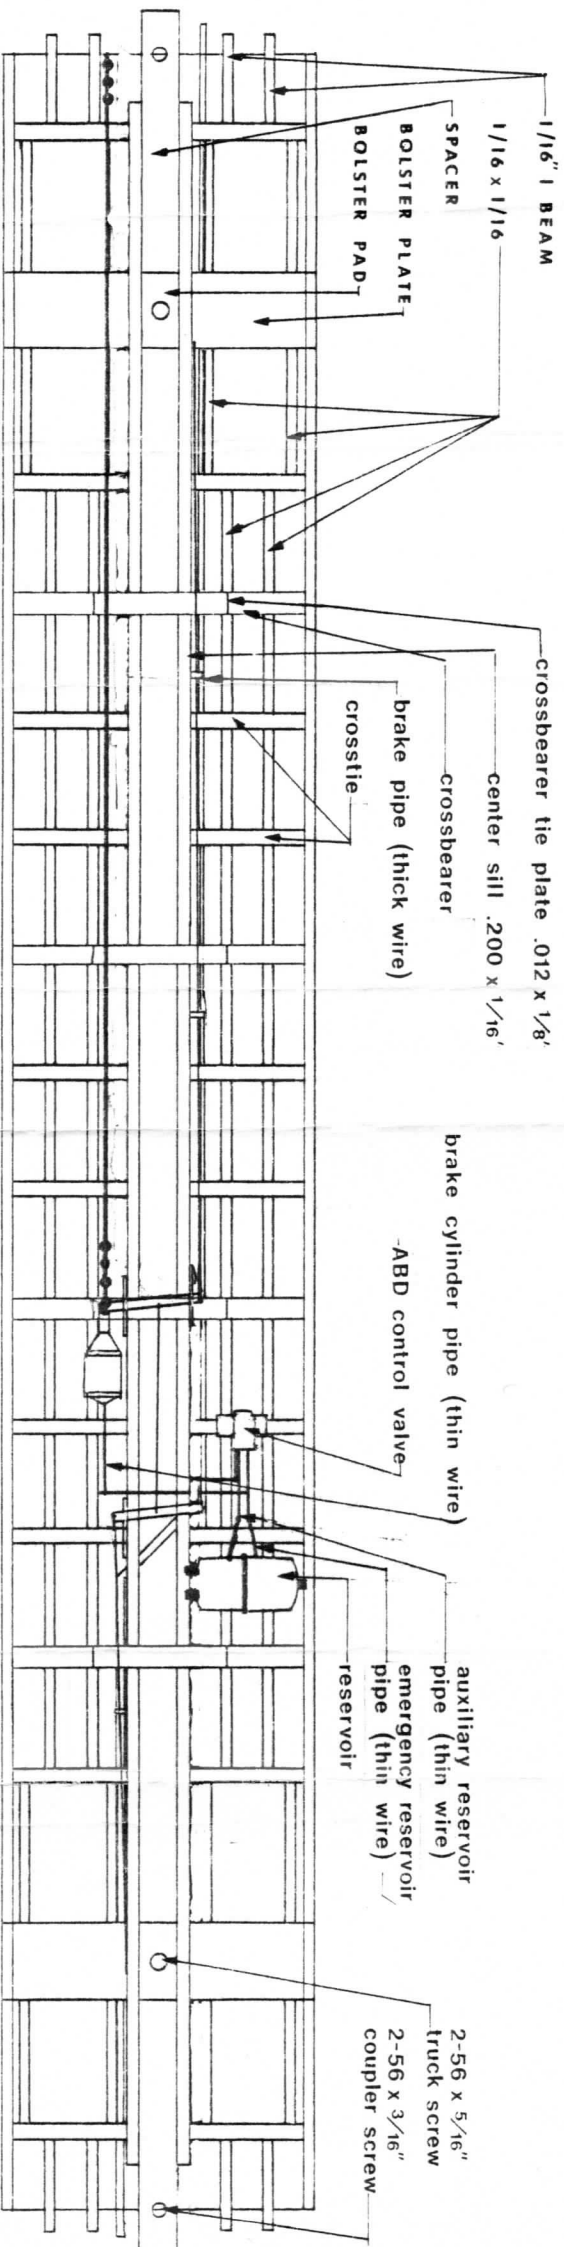 1/16" I BEAM
1/16 x 1/16
SPACER
BOLSTER PLATE
BOLSTER PAD
crossbearer tie plate .012 x 1/8'
center sill .200 x 1/16'
crossbearer
brake pipe (thick wire)
crosstie
brake cylinder pipe (thin wire)
ABD control valve
auxiliary reservoir
pipe (thin wire)
emergency reservoir
pipe (thin wire)
reservoir
2-56 x 5/16"
truck screw
2-56 x 3/16"
coupler screw